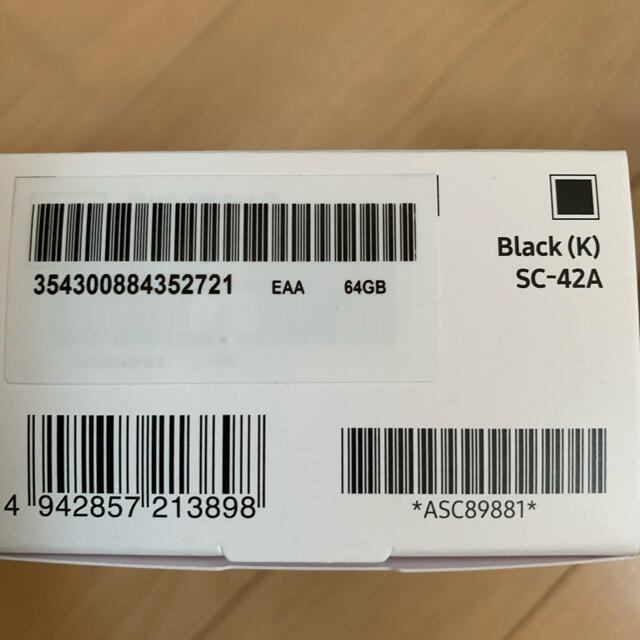 354300884352721 EAA 64GB
Black (K)
SC-42A
4 942857 213898
*ASC89881*